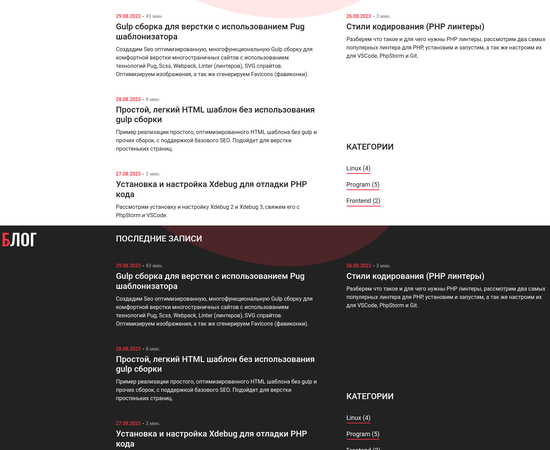 29.08.2023 • 43 мин.
Gulp сборка для верстки с использованием Pug
шаблонизатора
Создадим Seo оптимизированную, многофункциональную Gulp сборку для
комфортной верстки многостраничных сайтов с использованием
технологий Pug, Scss, Webpack, Linter (линтеров), SVG спрайтов.
Оптимизируем изображения, а так же сгенерируем Favicons (фавиконки).
28.08.2023 • 8 мин.
Простой, легкий HTML шаблон без использования
gulp сборки
Пример реализации простого, оптимизированного HTML шаблона без gulp и
прочих сборок, с поддержкой базового SEO. Подойдет для верстки
простеньких страниц.
27.08.2023 • 3 мин.
Установка и настройка Xdebug для отладки PHP
кода
Рассмотрим установку и настройку Xdebug 2 и Xdebug 3, свяжем его с
PhpStorm и VSCode.
26.08.2023 • 3 мин.
Стили кодирования (PHP линтеры)
Разберем что такое и для чего нужны PHP линтеры, рассмотрим два самых
популярных линтера для PHP, установим и запустим, а так же настроим их
для VSCode, PhpStorm и Git.
КАТЕГОРИИ
Linux (4)
Program (5)
Frontend (2)
БЛОГ
ПОСЛЕДНИЕ ЗАПИСИ
29.08.2023 • 43 мин.
Gulp сборка для верстки с использованием Pug
шаблонизатора
Создадим Seo оптимизированную, многофункциональную Gulp сборку для
комфортной верстки многостраничных сайтов с использованием
технологий Pug, Scss, Webpack, Linter (линтеров), SVG спрайтов.
Оптимизируем изображения, а так же сгенерируем Favicons (фавиконки).
28.08.2023 • 8 мин.
Простой, легкий HTML шаблон без использования
gulp сборки
Пример реализации простого, оптимизированного HTML шаблона без gulp и
прочих сборок, с поддержкой базового SEO. Подойдет для верстки
простеньких страниц.
27.08.2023 • 3 мин.
Установка и настройка Xdebug для отладки PHP
кода
26.08.2023 • 3 мин.
Стили кодирования (PHP линтеры)
Разберем что такое и для чего нужны PHP линтеры, рассмотрим два самых
популярных линтера для PHP, установим и запустим, а так же настроим их
для VSCode, PhpStorm и Git.
КАТЕГОРИИ
Linux (4)
Program (5)
Frontend (2)